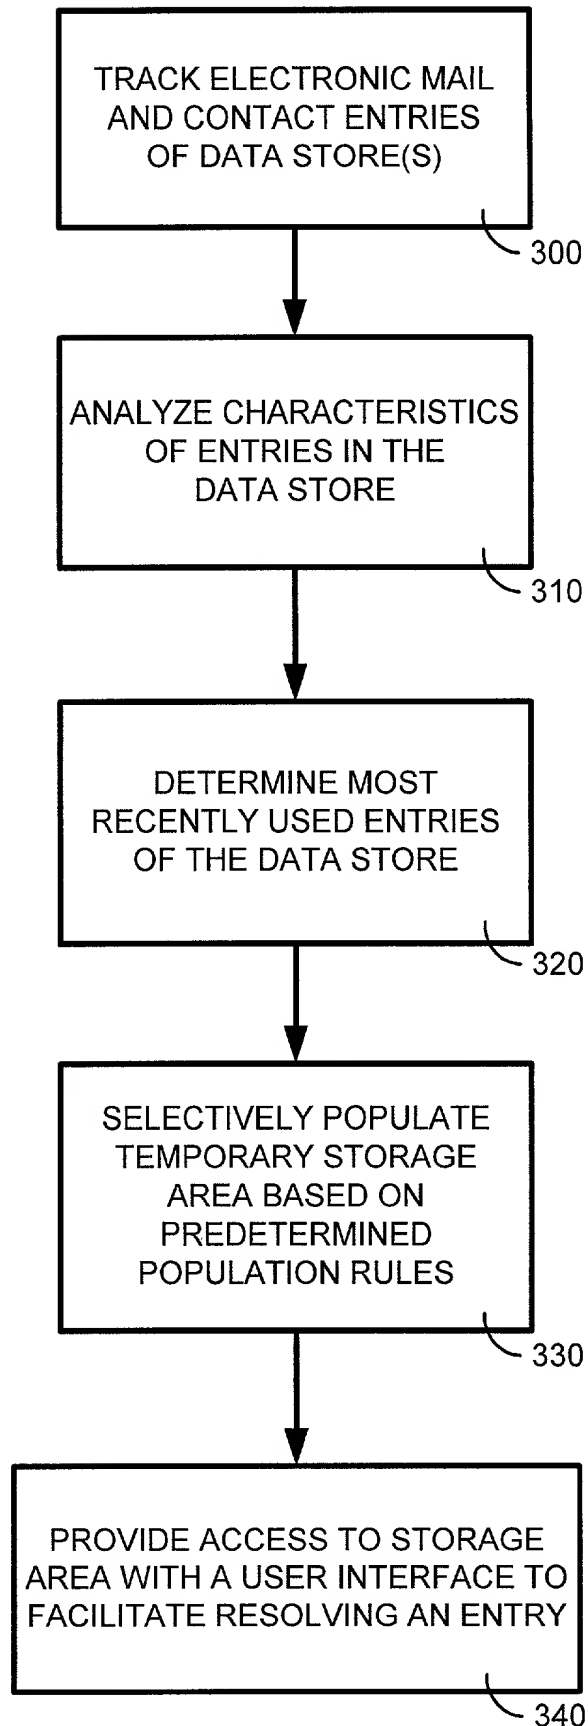 TRACK ELECTRONIC MAIL
AND CONTACT ENTRIES
OF DATA STORE(S)
300
ANALYZE CHARACTERISTICS
OF ENTRIES IN THE
DATA STORE
310
DETERMINE MOST
RECENTLY USED ENTRIES
OF THE DATA STORE
320
SELECTIVELY POPULATE
TEMPORARY STORAGE
AREA BASED ON
PREDETERMINED
POPULATION RULES
330
PROVIDE ACCESS TO STORAGE
AREA WITH A USER INTERFACE TO
FACILITATE RESOLVING AN ENTRY
340